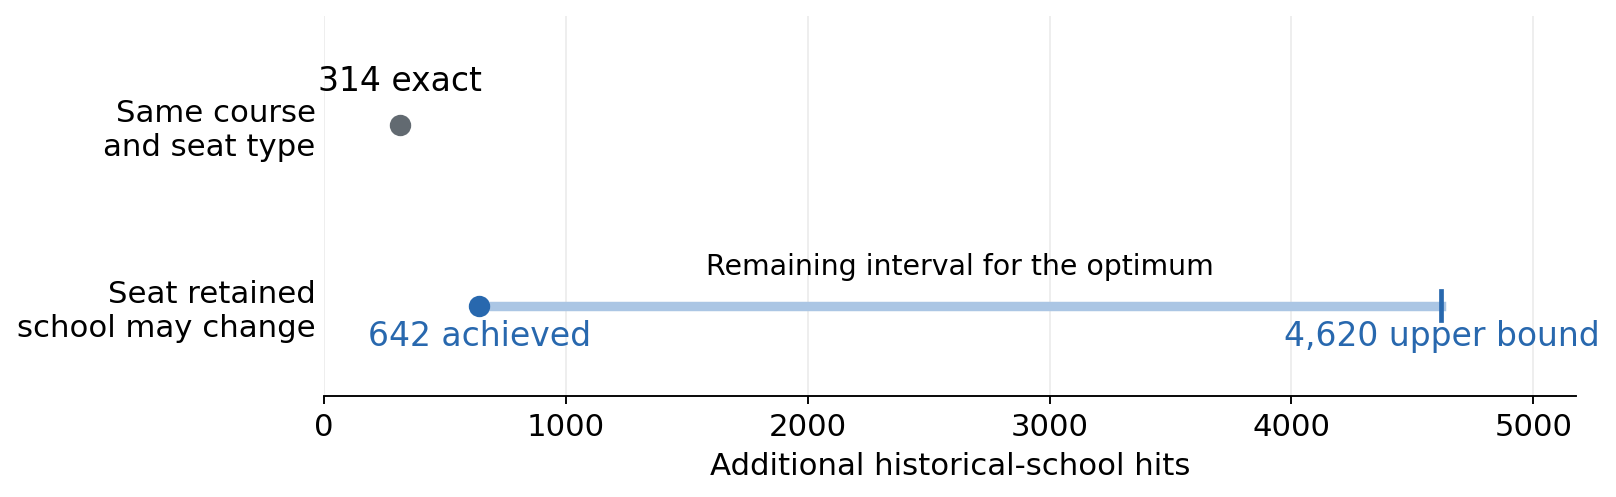 314 exact
Same course
and seat type
Remaining interval for the optimum
Seat retained
school may change
642 achieved
4,620 upper bound
0 1000 2000 3000 4000 5000
Additional historical-school hits